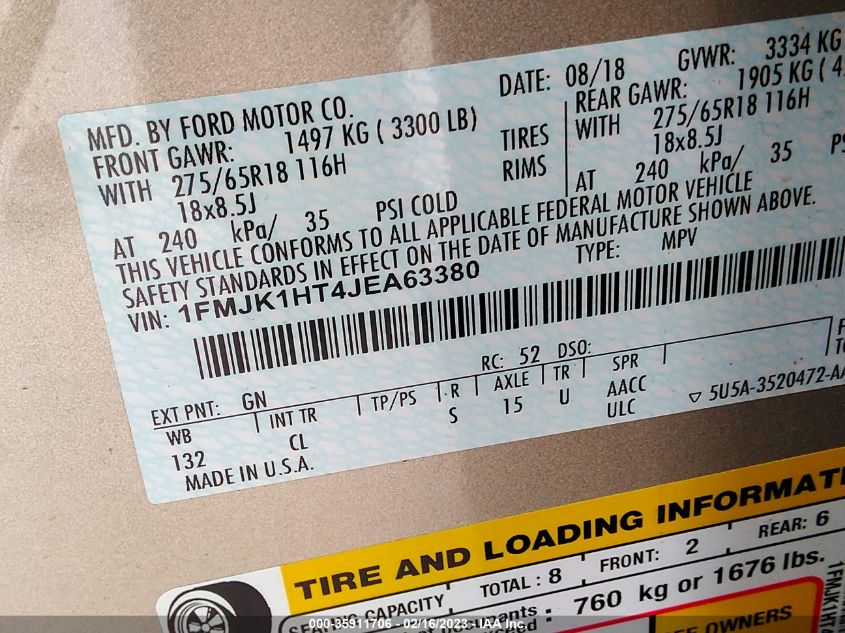 MFD. BY FORD MOTOR CO.
DATE: 08/18
GVWR: 3334 KG
FRONT GAWR: 1497 KG ( 3300 LB)
REAR GAWR: 1905 KG ( 4
WITH 275/65R18 116H
TIRES
WITH 275/65R18 116H
18x8.5J
RIMS
18x8.5J
AT 240 kPa/ 35 PSI COLD
AT 240 kPa/ 35 PS
THIS VEHICLE CONFORMS TO ALL APPLICABLE FEDERAL MOTOR VEHICLE
SAFETY STANDARDS IN EFFECT ON THE DATE OF MANUFACTURE SHOWN ABOVE.
VIN: 1FMJK1HT4JEA63380
TYPE: MPV
RC: 52 DSO:
EXT PNT: GN
WB INT TR TP/PS R AXLE TR SPR
132 CL S 15 U AACC
ULC
MADE IN U.S.A.
5U5A-3520472-AA
TIRE AND LOADING INFORMATI
SEATING CAPACITY TOTAL : 8 FRONT: 2 REAR: 6
760 kg or 1676 lbs.
OWNERS
1FMJK1HT
000-35911706 - 02/16/2023 - IAA Inc.